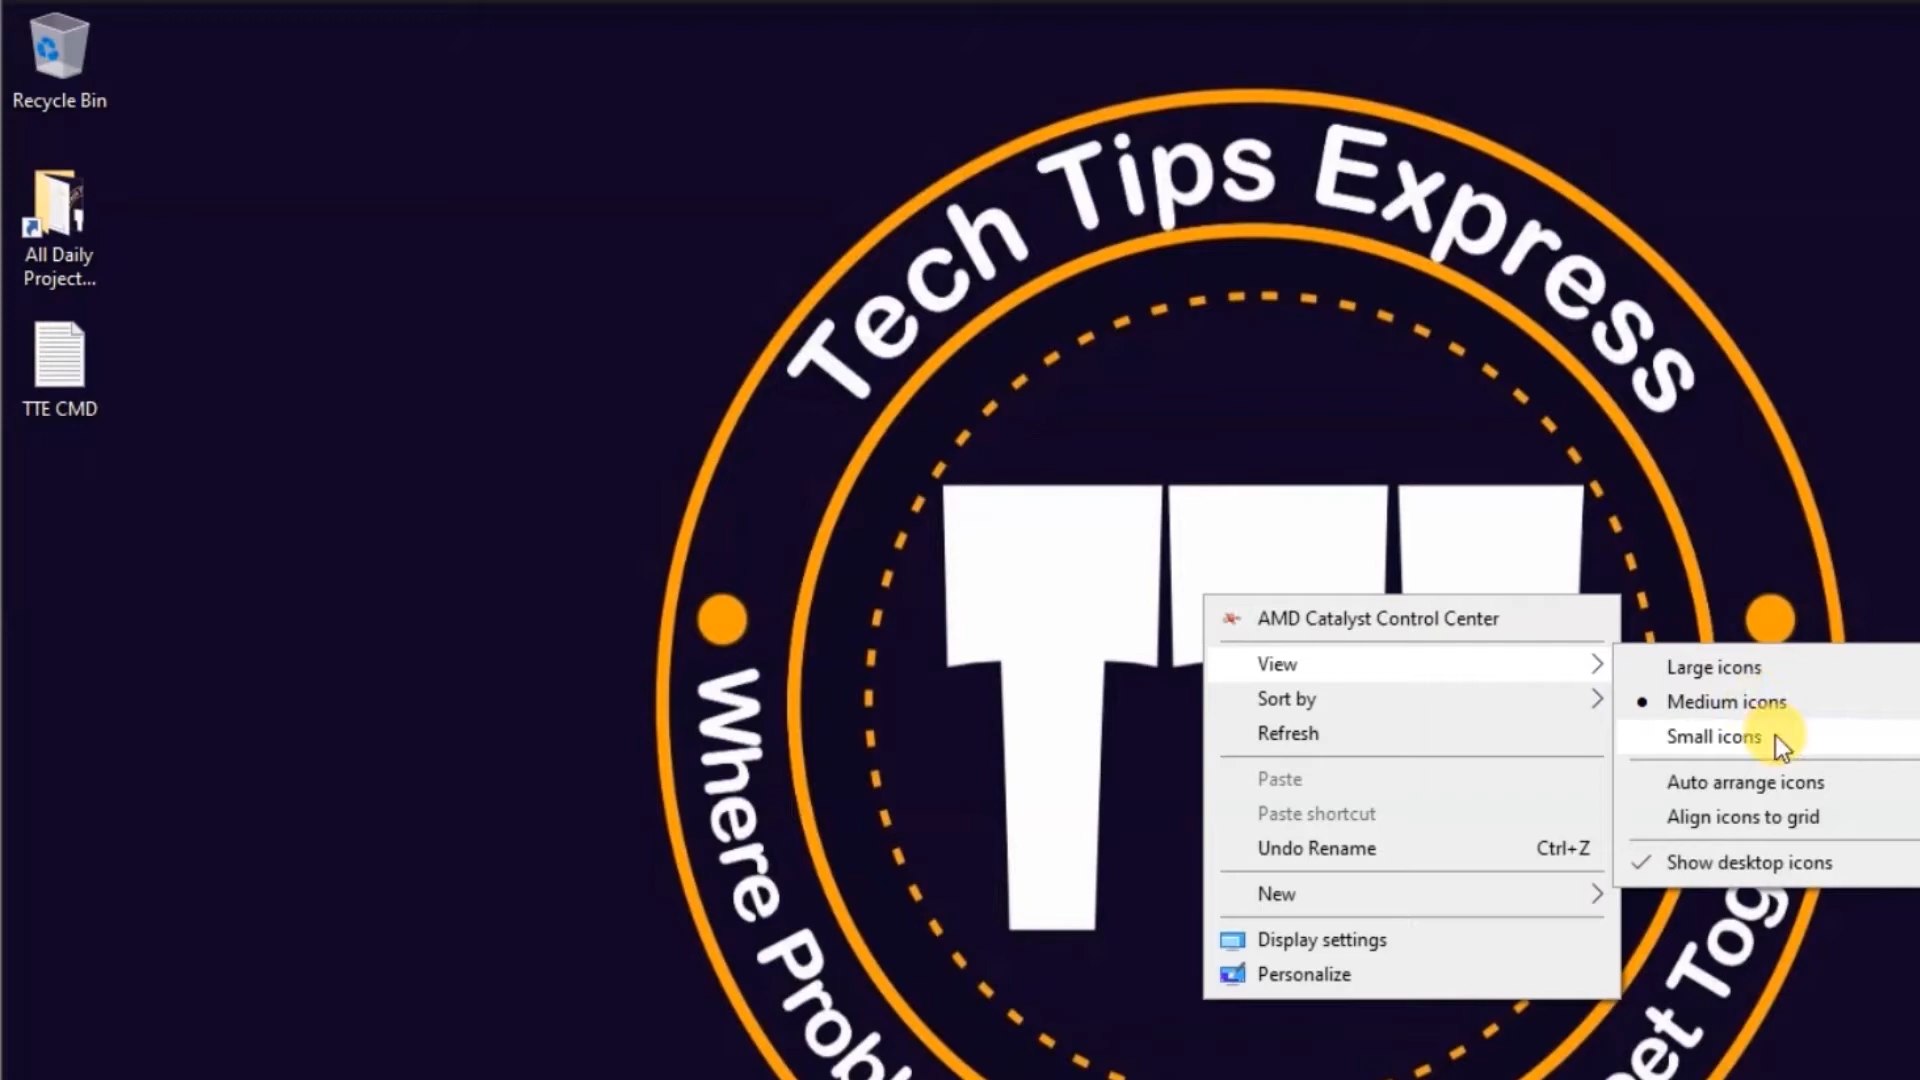 Recycle Bin
All Daily
Project...
TTE CMD
Tech Tips Express
Where Prob
et Tog
AMD Catalyst Control Center
View
Sort by
Refresh
Paste
Paste shortcut
Undo Rename Ctrl+Z
New
Display settings
Personalize
Large icons
Medium icons
Small icons
Auto arrange icons
Align icons to grid
Show desktop icons